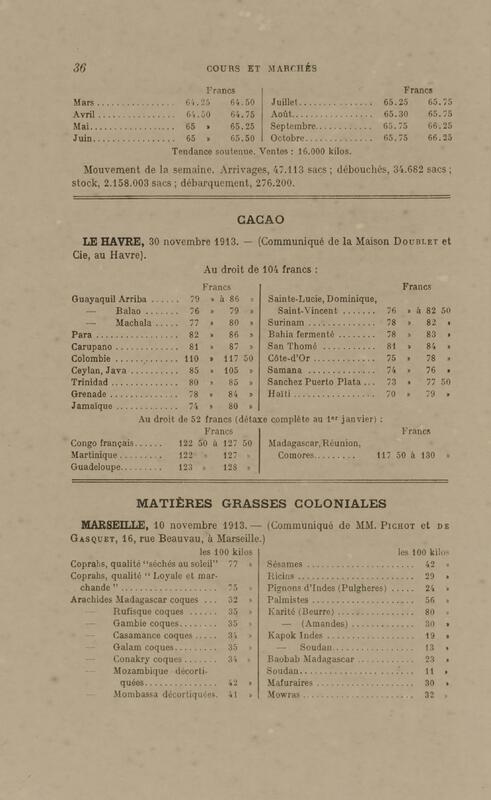 36 COURS ET MARCHÉS
Francs
Mars ............... 64.25 64.50
Avril ............... 64.50 64.75
Mai ................. 65 » 65.25
Juin ................. 65 » 65.50
Francs
Juillet .............. 65.25 65.75
Août ................ 65.30 65.75
Septembre ........... 65.75 66.25
Octobre ............. 65.75 66.25
Tendance soutenue. Ventes : 16.000 kilos.
Mouvement de la semaine. Arrivages, 47.113 sacs ; débouchés, 34.682 sacs ;
stock, 2.158.003 sacs ; débarquement, 276.200.
CACAO
LE HAVRE, 30 novembre 1913. — (Communiqué de la Maison DOUBLET et
Cie, au Havre).
Au droit de 104 francs :
Francs
Guayaquil Arriba ...... 79 » à 86 »
— Balao ...... 76 » 79 »
— Machala ..... 77 » 80 »
Para ................ 82 » 86 »
Carupano ............ 81 » 87 »
Colombie ............ 110 » 117 50
Ceylan, Java ......... 85 » 105 »
Trinidad ............ 80 » 85 »
Grenade ............. 78 » 84 »
Jamaïque ............ 74 » 80 »
Francs
Sainte-Lucie, Dominique,
Saint-Vincent ....... 76 » à 82 50
Surinam ............. 78 » 82 »
Bahia fermenté ....... 78 » 83 »
San Thomé ........... 81 » 84 »
Côte-d'Or ............ 75 » 78 »
Samana .............. 74 » 76 »
Sanchez Puerto Plata ... 73 » 77 50
Haïti ................ 70 » 79 »
Au droit de 52 francs (détaxe complète au 1er janvier) :
Francs
Congo français ...... 122 50 à 127 50
Martinique .......... 122 » 127 »
Guadeloupe ......... 123 » 128 »
Francs
Madagascar, Réunion,
Comores ......... 117 50 à 130 »
MATIÈRES GRASSES COLONIALES
MARSEILLE, 10 novembre 1913. — (Communiqué de MM. PICHOT et DE
GASQUET, 16, rue Beauvau, à Marseille.)
les 100 kilos
Coprahs, qualité "séchés au soleil" 77 »
Coprahs, qualité " Loyale et mar-
chande " .................... 75 »
Arachides Madagascar coques ... 32 »
— Rufisque coques ...... 35 »
— Gambie coques ....... 35 »
— Casamance coques .... 34 »
— Galam coques ........ 35 »
— Conakry coques ...... 34 »
— Mozambique décorti-
quées ............... 42 »
— Mombassa décortiquées. 41 »
les 100 kilos
Sésames ..................... 42 »
Ricins ....................... 29 »
Pignons d'Indes (Pulgheres) ..... 24 »
Palmistes .................... 56 »
Karité (Beurre) ............... 80 »
— (Amandes) ............ 30 »
Kapok Indes .................. 19 »
— Soudan ................ 13 »
Baobab Madagascar ........... 23 »
Soudan ....................... 11 »
Mafuraires ................... 30 »
Mowras ...................... 32 »